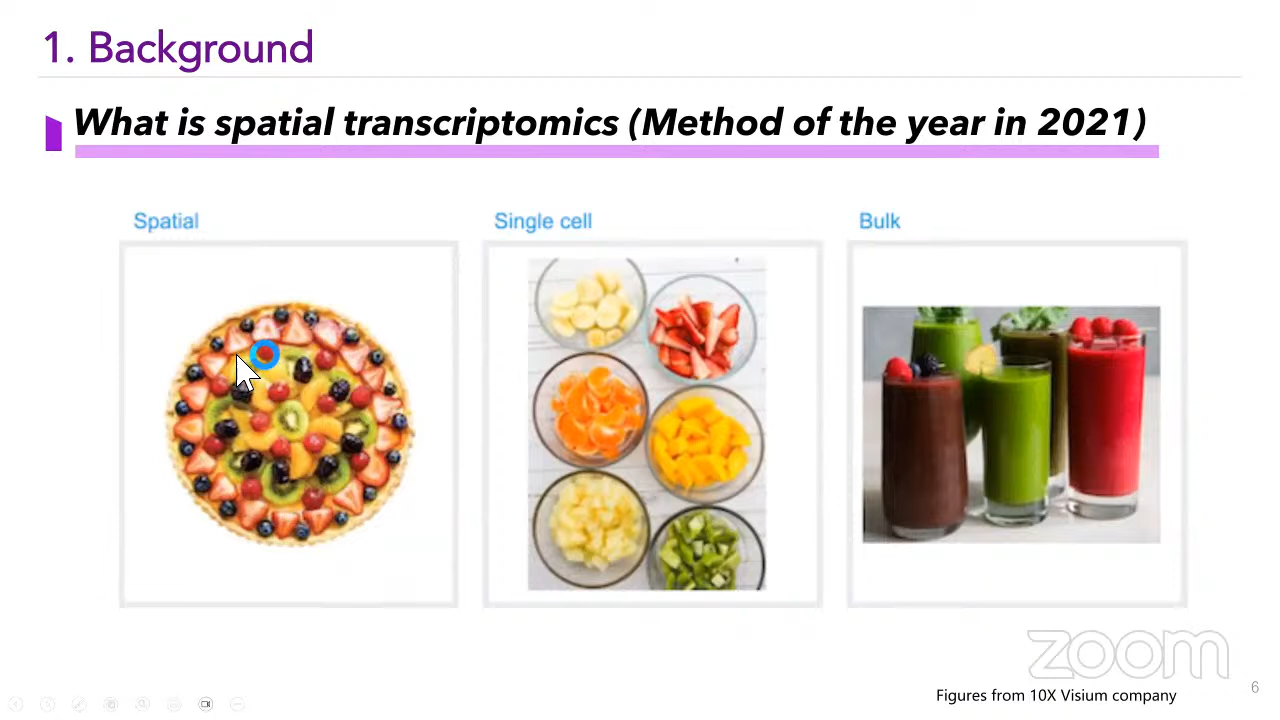 1. Background
What is spatial transcriptomics (Method of the year in 2021)
Spatial
Single cell
Bulk
zoom
Figures from 10X Visium company
6